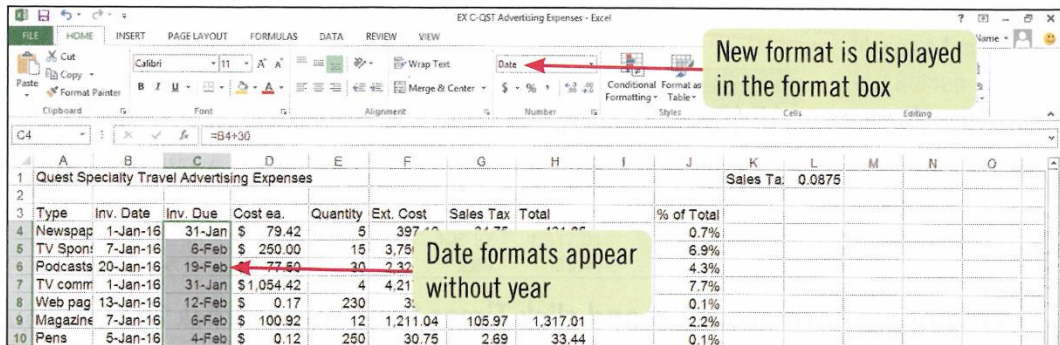 EX C-QST Advertising Expenses - Excel
FILE HOME INSERT PAGE LAYOUT FORMULAS DATA REVIEW VIEW Name
Cut
Copy
Paste Format Painter
Calibri 11 A A
B I U A
Wrap Text
Merge & Center
Date
$ % ,
Conditional Format as
Formatting Table
Clipboard Font Alignment Number Styles Cells Editing
New format is displayed
in the format box
C4 fx =B4+30
A B C D E F G H I J K L M N O
1 Quest Specialty Travel Advertising Expenses Sales Ta: 0.0875
2
3 Type Inv. Date Inv. Due Cost ea. Quantity Ext. Cost Sales Tax Total % of Total
4 Newspap 1-Jan-16 31-Jan $ 79.42 5 0.7%
5 TV Spon: 7-Jan-16 6-Feb $ 250.00 15 6.9%
6 Podcasts 20-Jan-16 19-Feb 30 4.3%
7 TV comm 1-Jan-16 31-Jan $1,054.42 4 7.7%
8 Web pag 13-Jan-16 12-Feb $ 0.17 230 0.1%
9 Magazine 7-Jan-16 6-Feb $ 100.92 12 1,211.04 105.97 1,317.01 2.2%
10 Pens 5-Jan-16 4-Feb $ 0.12 250 30.75 2.69 33.44 0.1%
Date formats appear
without year